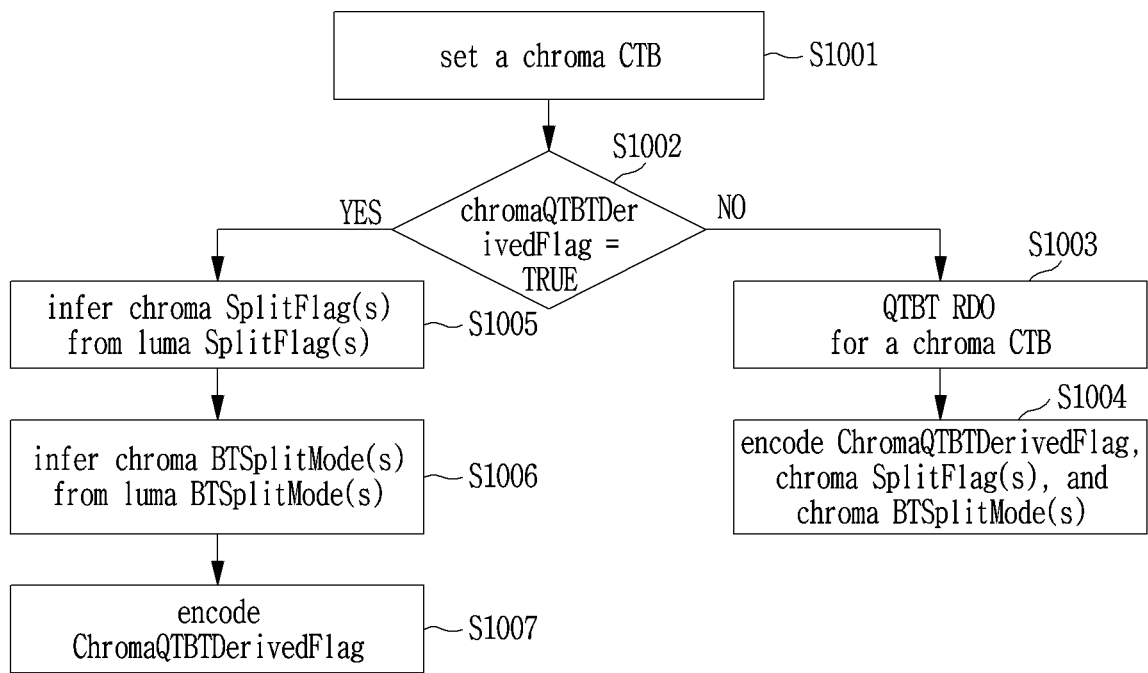 set a chroma CTB
S1001
S1002
YES
chromaQTBTDer
ivedFlag =
TRUE
NO
S1003
infer chroma SplitFlag(s)
from luma SplitFlag(s)
S1005
QTBT RDO
for a chroma CTB
S1004
infer chroma BTSplitMode(s)
from luma BTSplitMode(s)
S1006
encode ChromaQTBTDerivedFlag,
chroma SplitFlag(s), and
chroma BTSplitMode(s)
encode
ChromaQTBTDerivedFlag
S1007